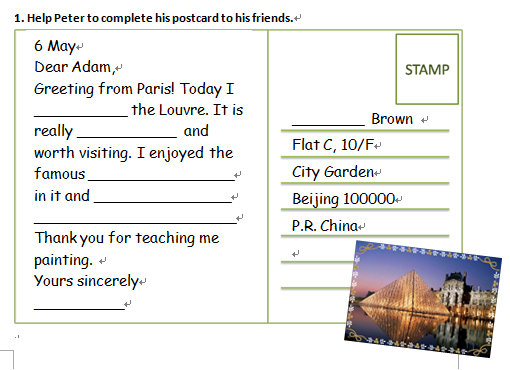 1. Help Peter to complete his postcard to his friends.
6 May
Dear Adam,
Greeting from Paris! Today I
___________ the Louvre. It is
really ____________ and
worth visiting. I enjoyed the
famous __________________
in it and _________________
_________________________
Thank you for teaching me
painting.
Yours sincerely
___________
STAMP
_________ Brown
Flat C, 10/F
City Garden
Beijing 100000
P.R. China